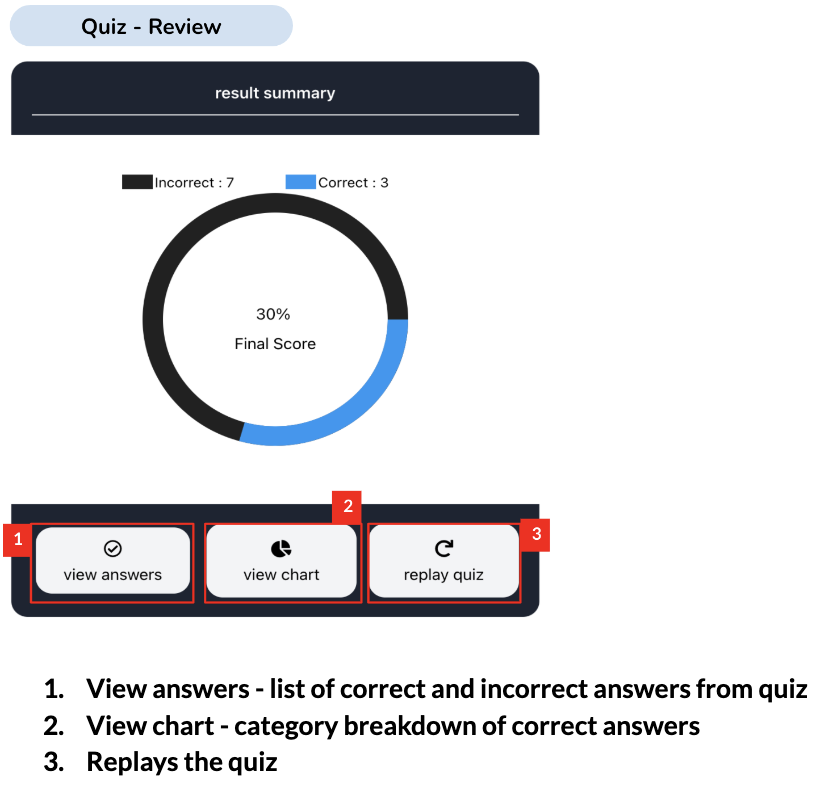 Quiz - Review
result summary
Incorrect : 7 Correct : 3
30%
Final Score
1 2 3
view answers view chart replay quiz
1. View answers - list of correct and incorrect answers from quiz
2. View chart - category breakdown of correct answers
3. Replays the quiz